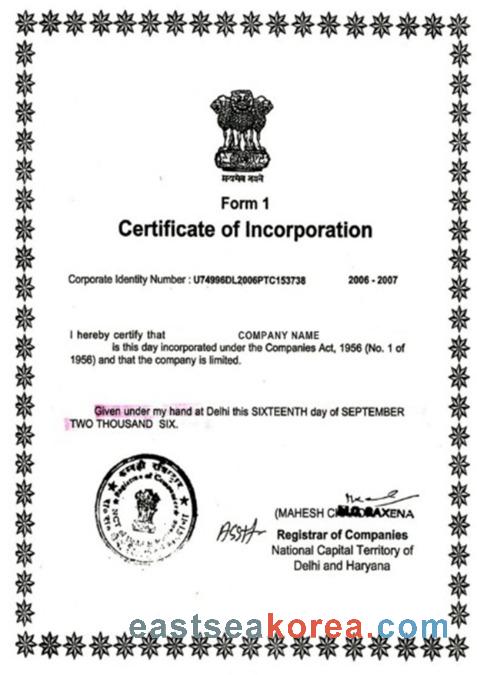 सत्यमेव जयते
Form 1
Certificate of Incorporation
Corporate Identity Number : U74996DL2006PTC153738 2006 - 2007
I hereby certify that COMPANY NAME
is this day incorporated under the Companies Act, 1956 (No. 1 of
1956) and that the company is limited.
Given under my hand at Delhi this SIXTEENTH day of SEPTEMBER
TWO THOUSAND SIX.
(MAHESH
AXENA
Registrar of Companies
National Capital Territory of
Delhi and Haryana
eastseakorea.com